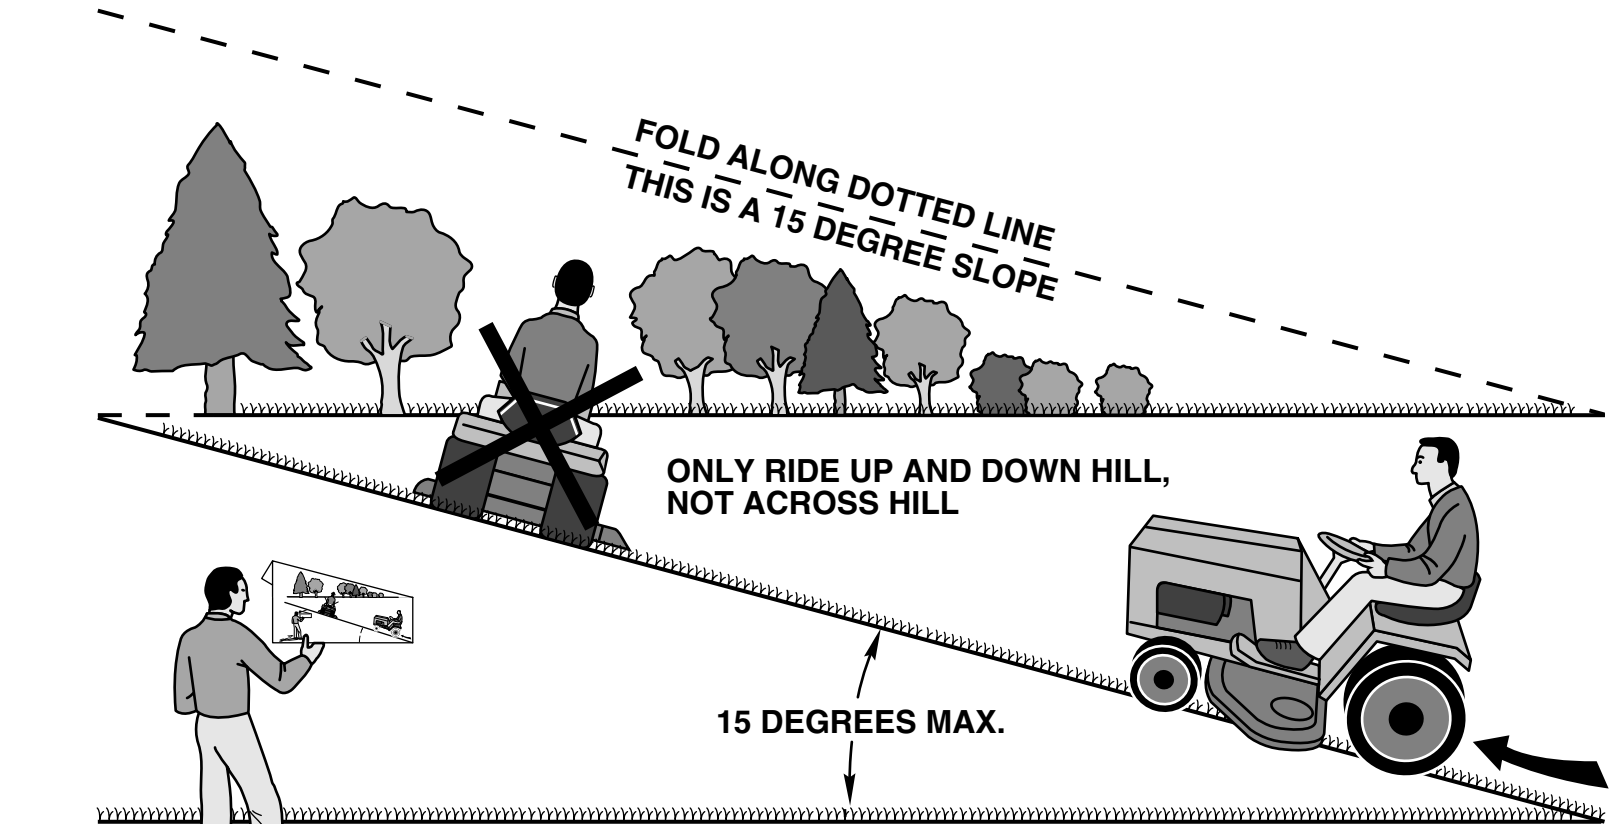 FOLD ALONG DOTTED LINE
THIS IS A 15 DEGREE SLOPE
ONLY RIDE UP AND DOWN HILL,
NOT ACROSS HILL
15 DEGREES MAX.